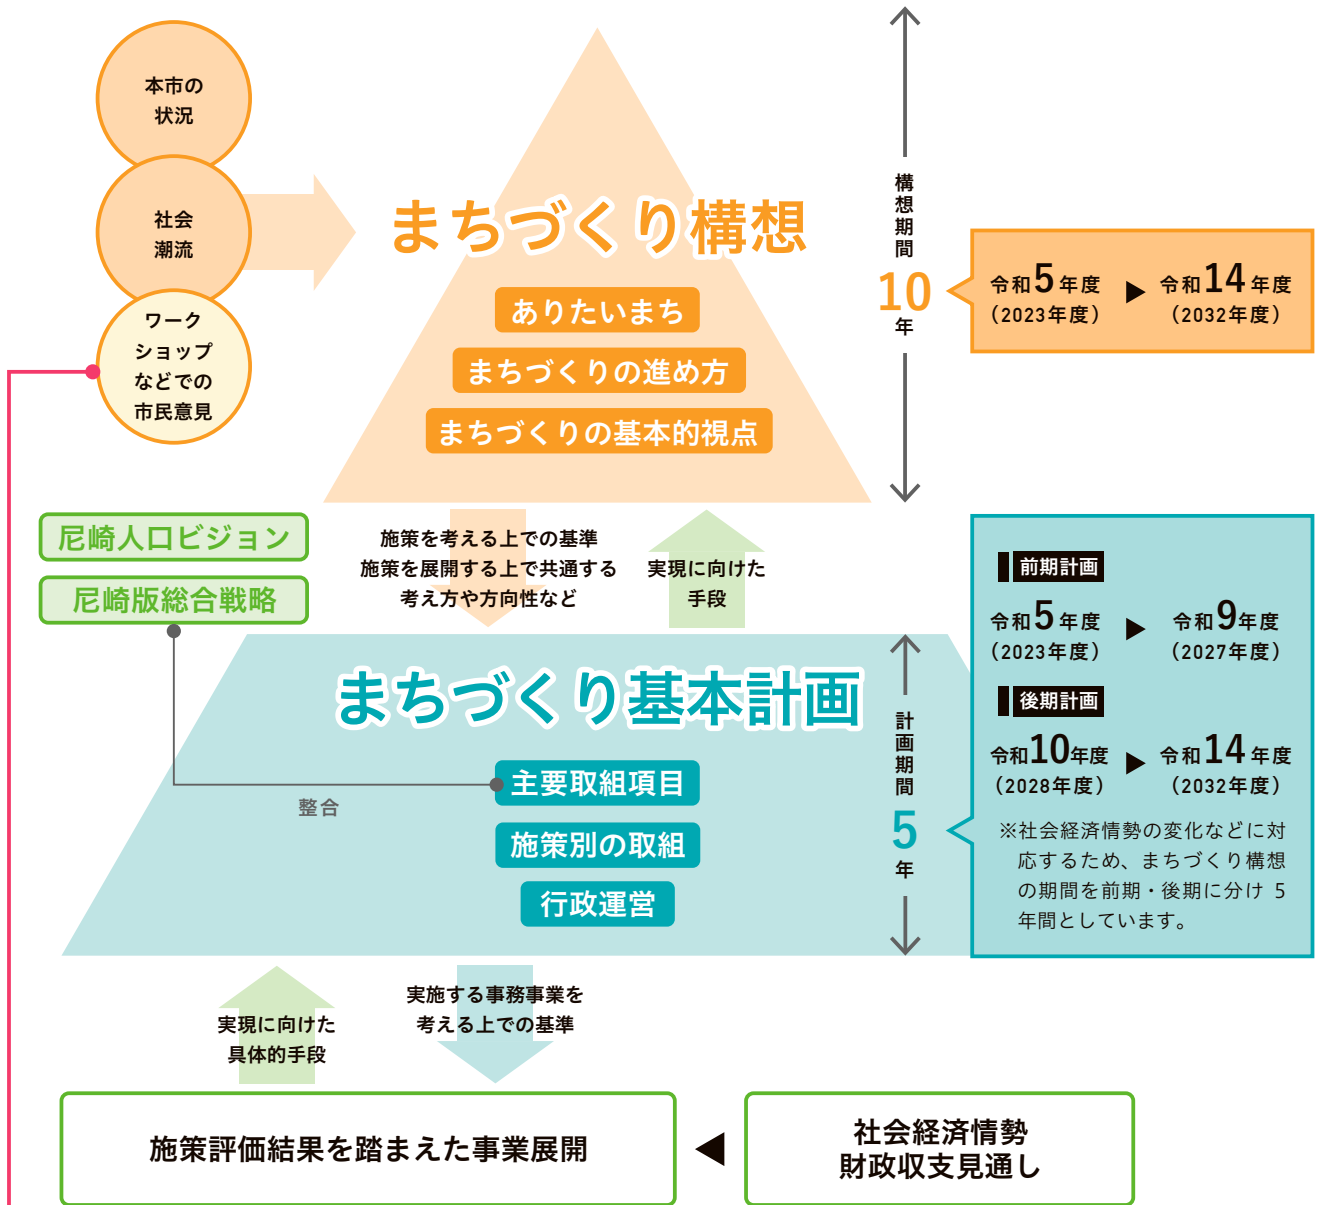 本市の
状況
社会
潮流
ワーク
ショップ
などでの
市民意見
まちづくり構想
ありたいまち
まちづくりの進め方
まちづくりの基本的視点
構想期間
10
年
令和5年度 ▶ 令和14年度
（2023年度） （2032年度）
尼崎人口ビジョン
尼崎版総合戦略
施策を考える上での基準
施策を展開する上で共通する
考え方や方向性など
実現に向けた
手段
まちづくり基本計画
主要取組項目
整合
施策別の取組
行政運営
計画期間
5
年
前期計画
令和5年度 ▶ 令和9年度
（2023年度） （2027年度）
後期計画
令和10年度 ▶ 令和14年度
（2028年度） （2032年度）
※社会経済情勢の変化などに対
応するため、まちづくり構想
の期間を前期・後期に分け 5
年間としています。
実現に向けた
具体的手段
実施する事務事業を
考える上での基準
施策評価結果を踏まえた事業展開
社会経済情勢
財政収支見通し